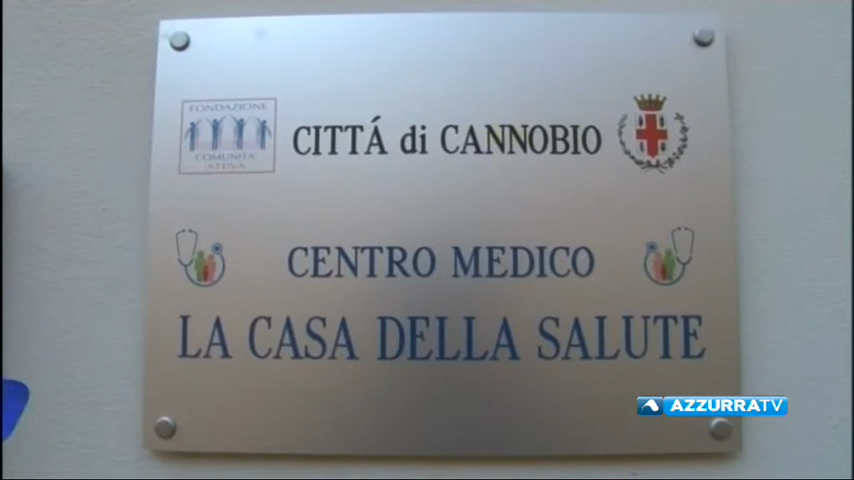 FONDAZIONE
COMUNITÀ
ATTIVA
CITTÁ di CANNOBIO
CENTRO MEDICO
LA CASA DELLA SALUTE
AZZURRATV